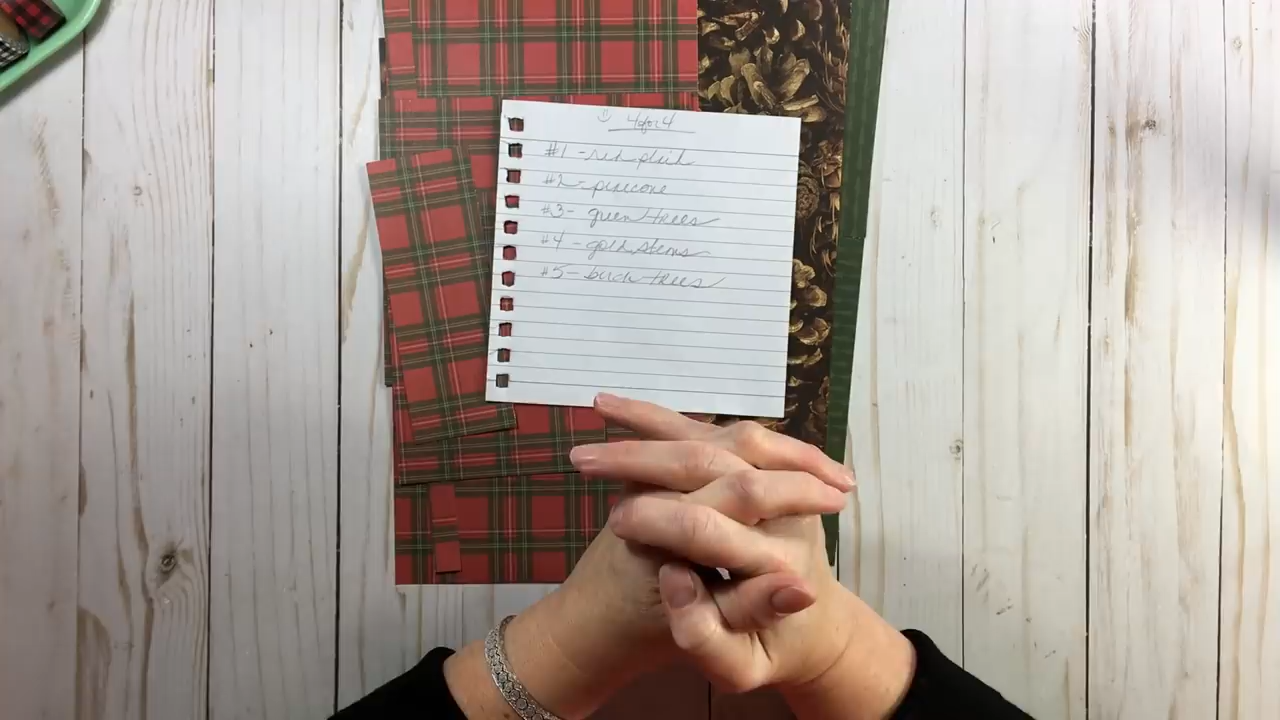 4 for 4
#1 - red plaid
#2 - pinecone
#3 - green trees
#4 - gold stems
#5 - birch trees